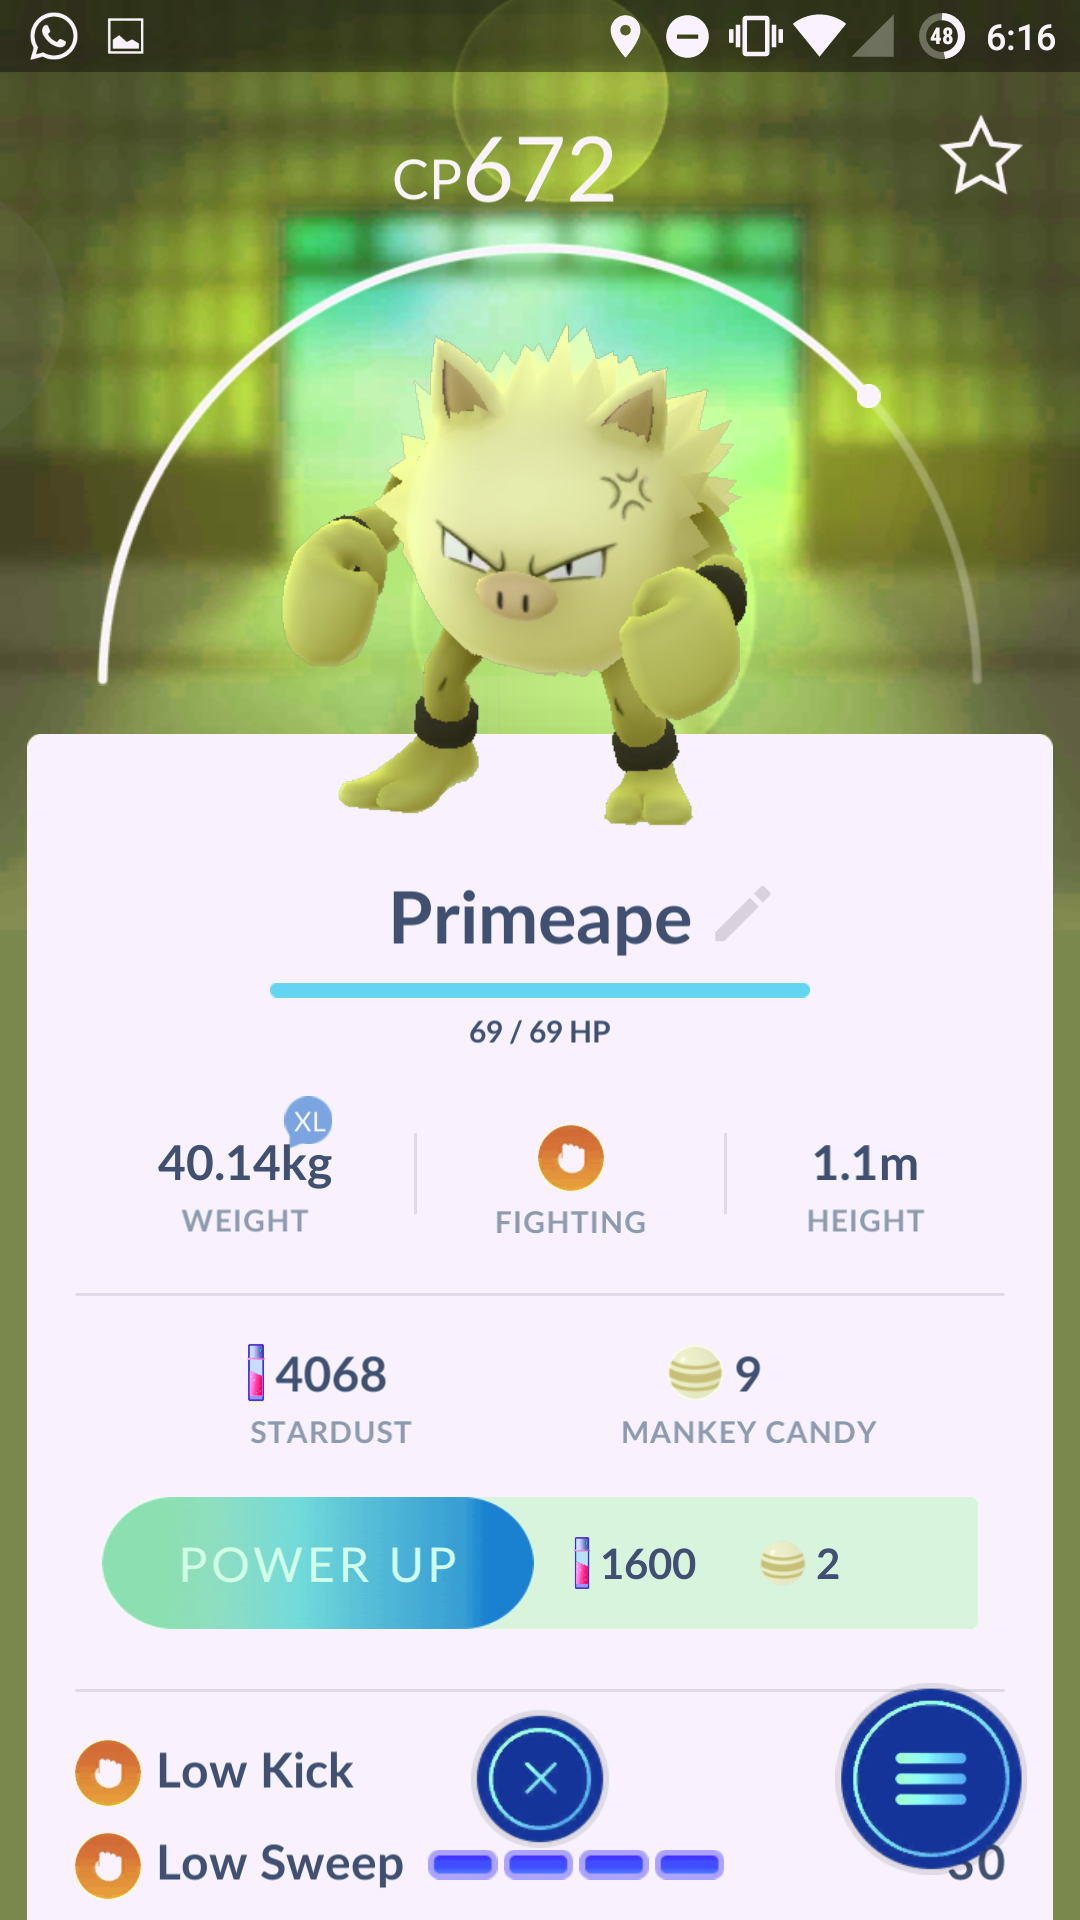 48 6:16
CP672
Primeape
69 / 69 HP
XL
40.14kg 1.1m
WEIGHT FIGHTING HEIGHT
4068 9
STARDUST MANKEY CANDY
POWER UP 1600 2
Low Kick
Low Sweep 30